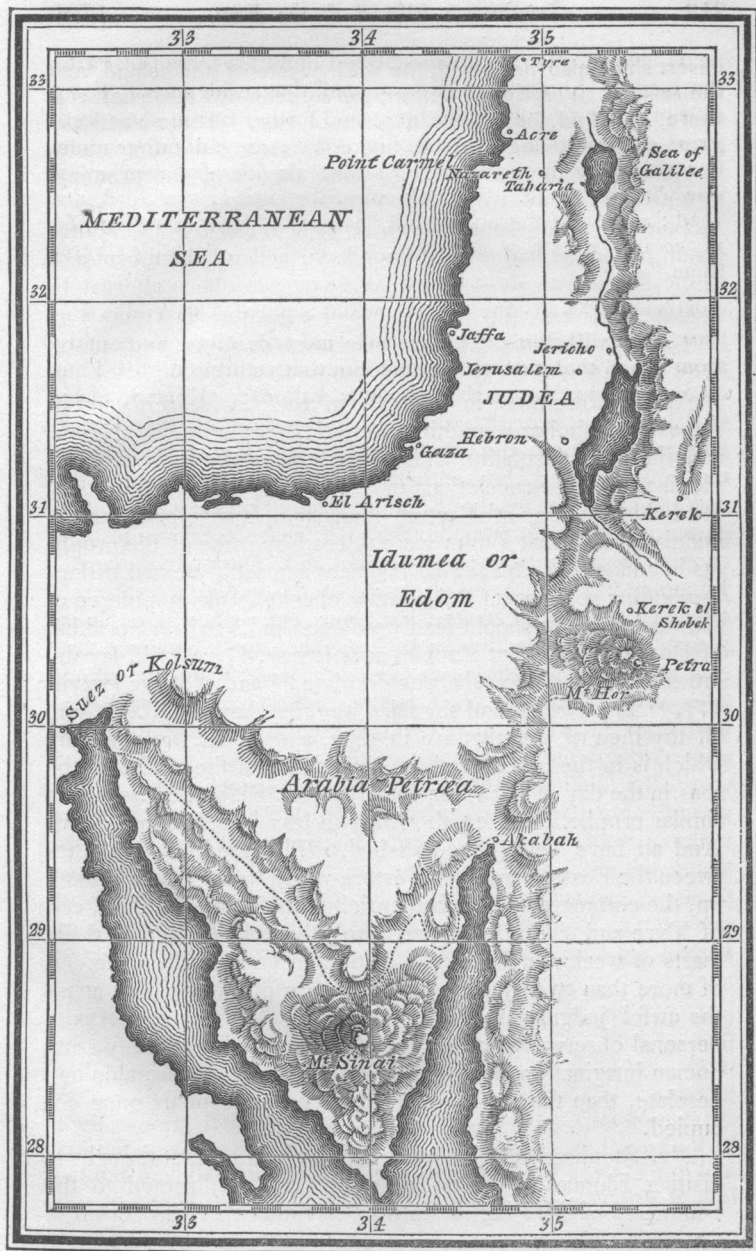 33 34 35
33 Tyre 33
Acre
Point Carmel
Sea of
Galilee
Nazareth
Tabaria
MEDITERRANEAN
SEA
32 32
Jaffa
Jericho
Jerusalem
JUDEA
Hebron
Gaza
El Arisch
31 31
Kerek
Idumea or
Edom
Kerek el
Shobek
Petra
Mt Hor
Suez or Kolsum
30 30
Arabia Petræa
Akabah
29 29
Mt Sinai
28 28
33 34 35